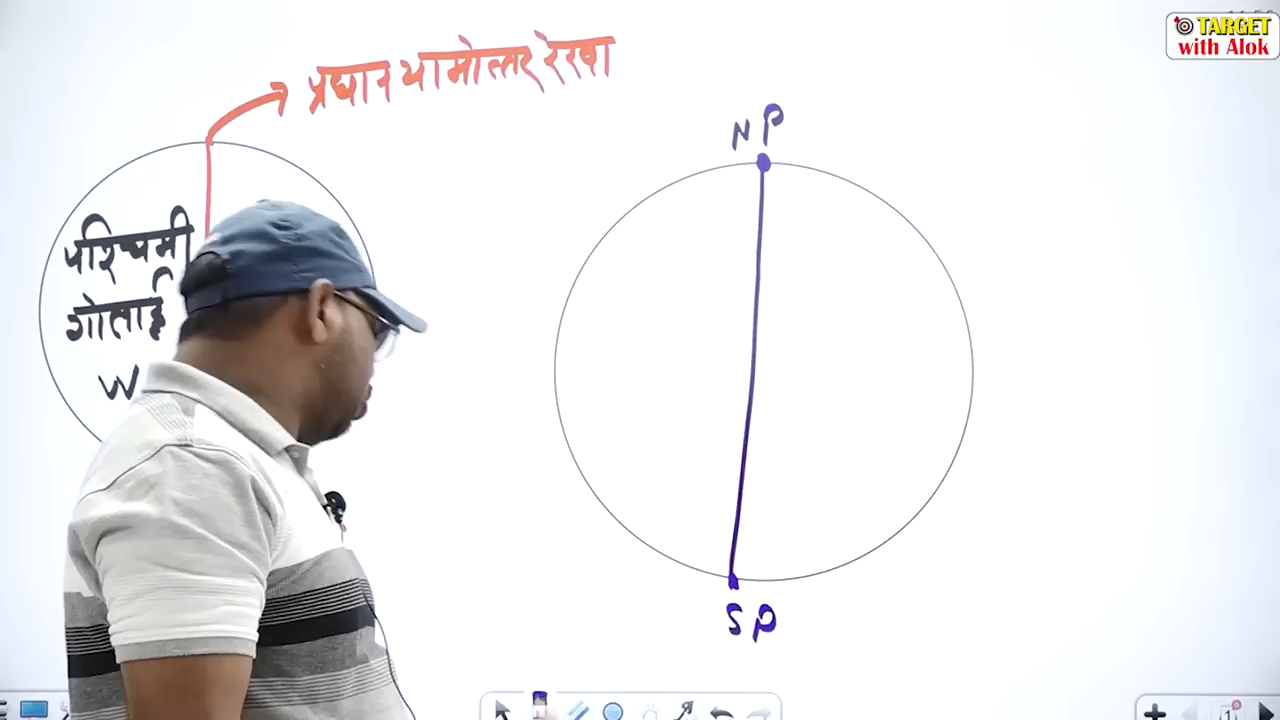 TARGET
with Alok
प्रधान यामोत्तर रेखा
पश्चिमी
गोलार्द्ध
W
NP
SP